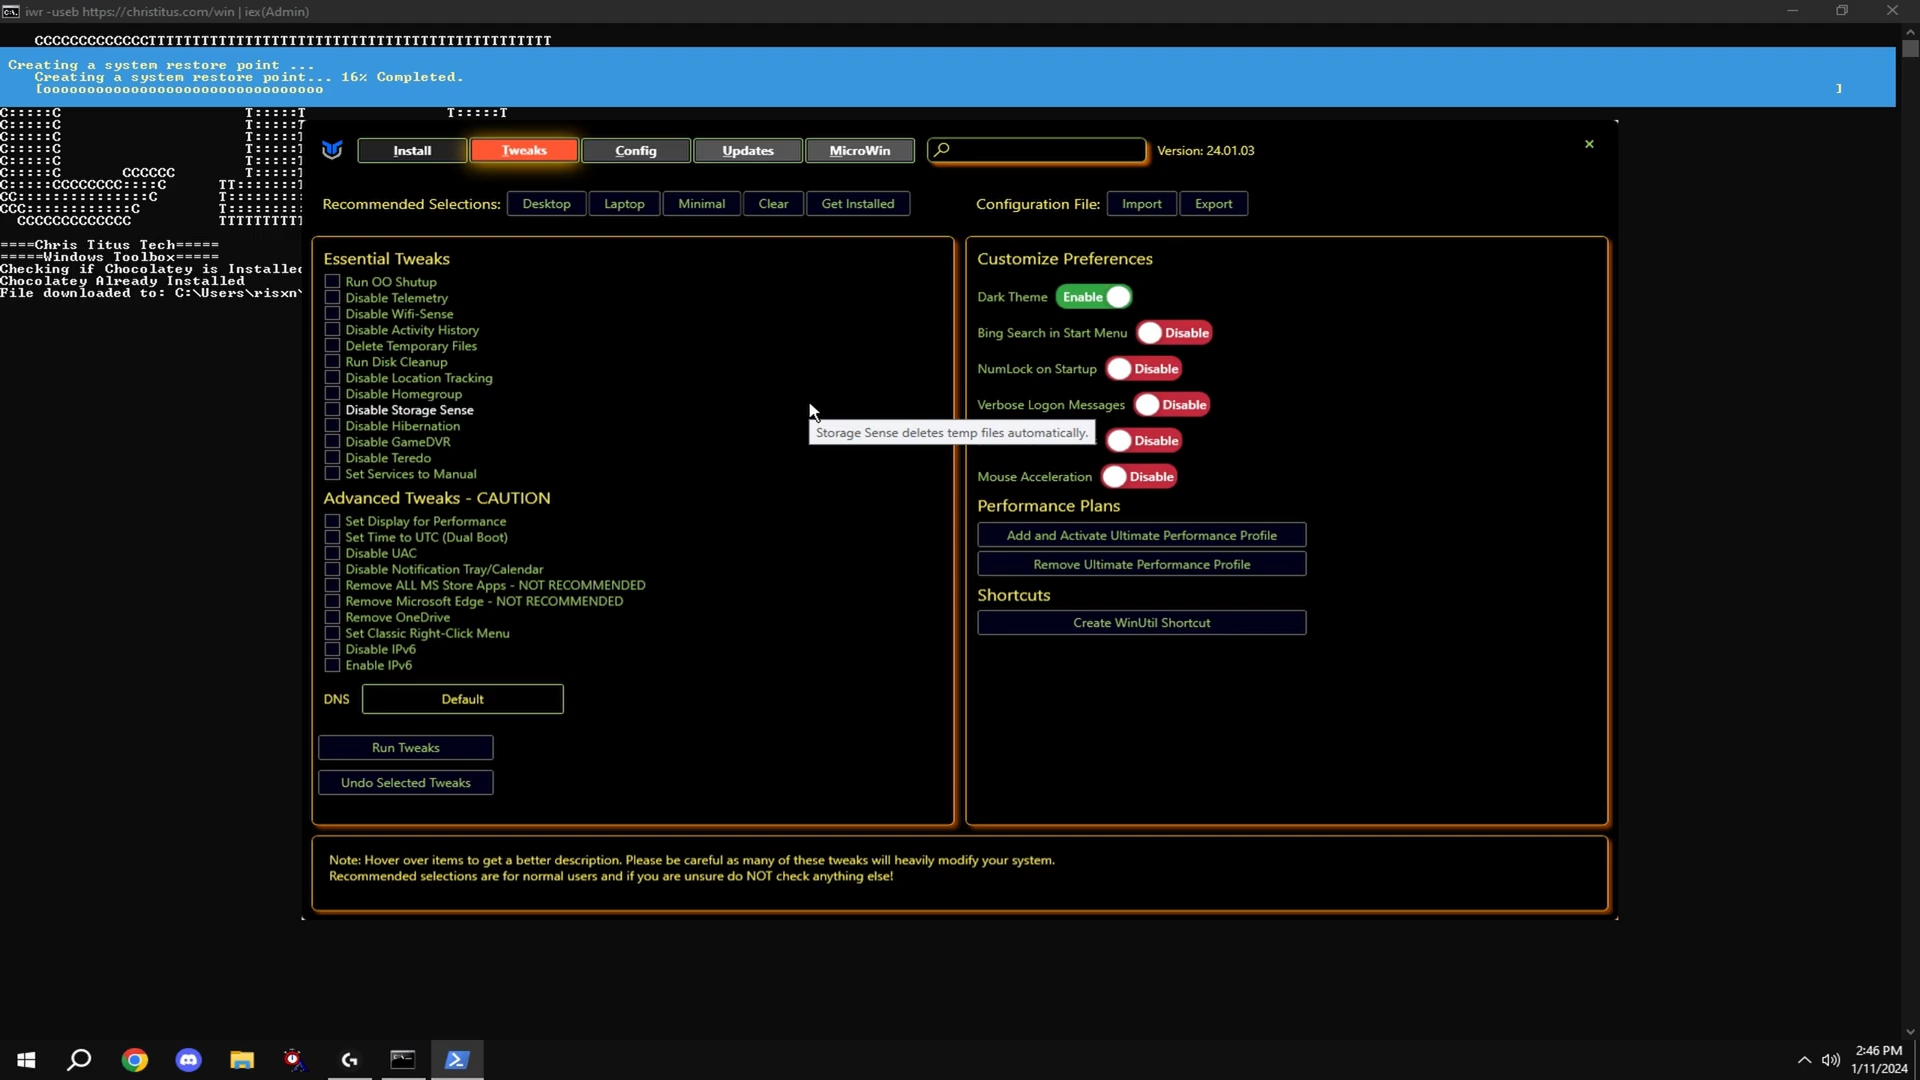 iwr -useb https://christitus.com/win | iex(Admin)
CCCCCCCCCCCCCTTTTTTTTTTTTTTTTTTTTTTTTTTTTTTTTTTTTTTTTTTTTTT
Creating a system restore point ...
Creating a system restore point... 16% Completed.
[oooooooooooooooooooooooooooooooo ]
C:::::C T:::::T T:::::T
C:::::C T:::::T
C:::::C T:::::T
C:::::C T:::::T
C:::::C T:::::T
C:::::C CCCCCC T:::::T
C:::::CCCCCCCC::::C TT:::::::T
CC:::::::::::::::C T:::::::::
CCC::::::::::::C T:::::::::
CCCCCCCCCCCCC TTTTTTTTTT
====Chris Titus Tech=====
=====Windows Toolbox=====
Checking if Chocolatey is Installed
Chocolatey Already Installed
File downloaded to: C:\Users\risxn\
Install
Tweaks
Config
Updates
MicroWin
Version: 24.01.03
Recommended Selections:
Desktop
Laptop
Minimal
Clear
Get Installed
Configuration File:
Import
Export
Essential Tweaks
Run OO Shutup
Disable Telemetry
Disable Wifi-Sense
Disable Activity History
Delete Temporary Files
Run Disk Cleanup
Disable Location Tracking
Disable Homegroup
Disable Storage Sense
Disable Hibernation
Disable GameDVR
Disable Teredo
Set Services to Manual
Advanced Tweaks - CAUTION
Set Display for Performance
Set Time to UTC (Dual Boot)
Disable UAC
Disable Notification Tray/Calendar
Remove ALL MS Store Apps - NOT RECOMMENDED
Remove Microsoft Edge - NOT RECOMMENDED
Remove OneDrive
Set Classic Right-Click Menu
Disable IPv6
Enable IPv6
DNS
Default
Run Tweaks
Undo Selected Tweaks
Customize Preferences
Dark Theme Enable
Bing Search in Start Menu Disable
NumLock on Startup Disable
Verbose Logon Messages Disable
Storage Sense deletes temp files automatically.
Disable
Mouse Acceleration Disable
Performance Plans
Add and Activate Ultimate Performance Profile
Remove Ultimate Performance Profile
Shortcuts
Create WinUtil Shortcut
Note: Hover over items to get a better description. Please be careful as many of these tweaks will heavily modify your system.
Recommended selections are for normal users and if you are unsure do NOT check anything else!
2:46 PM
1/11/2024